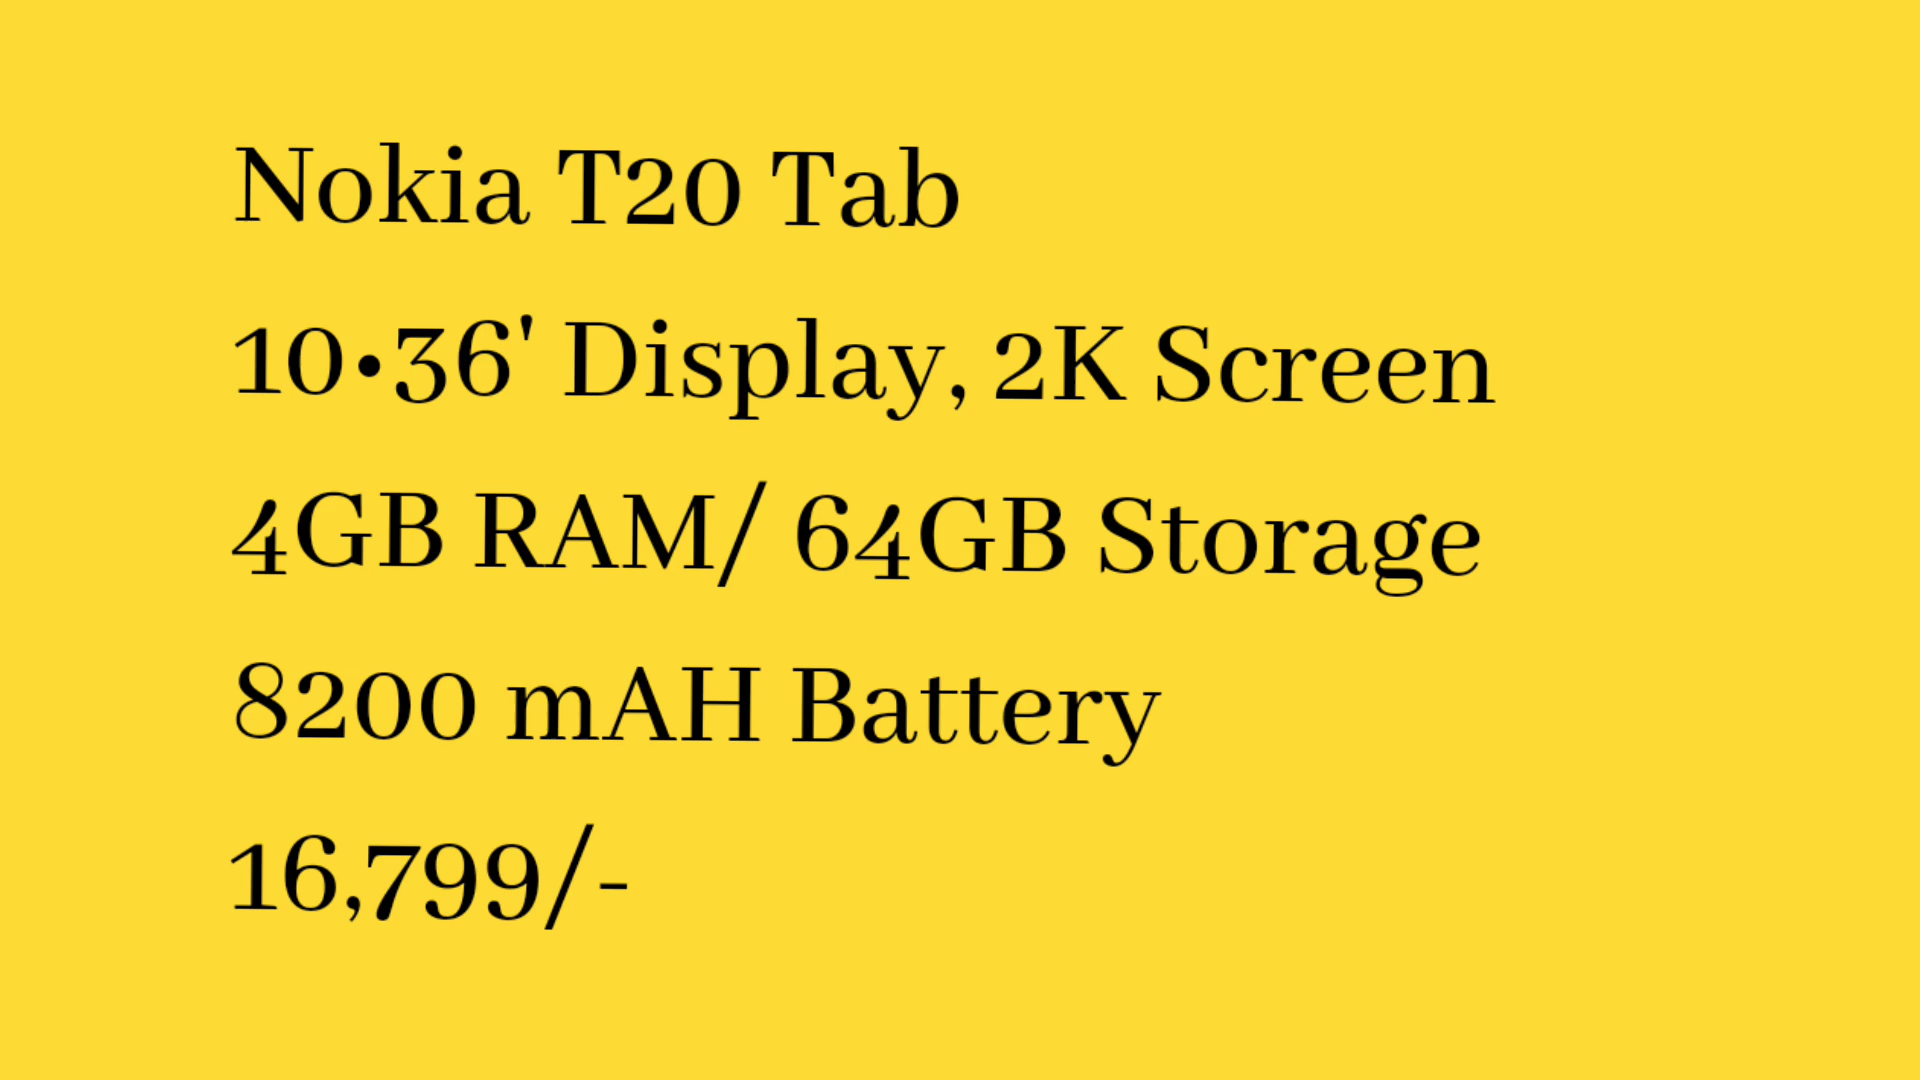 Nokia T20 Tab
10•36' Display, 2K Screen
4GB RAM/ 64GB Storage
8200 mAH Battery
16,799/-